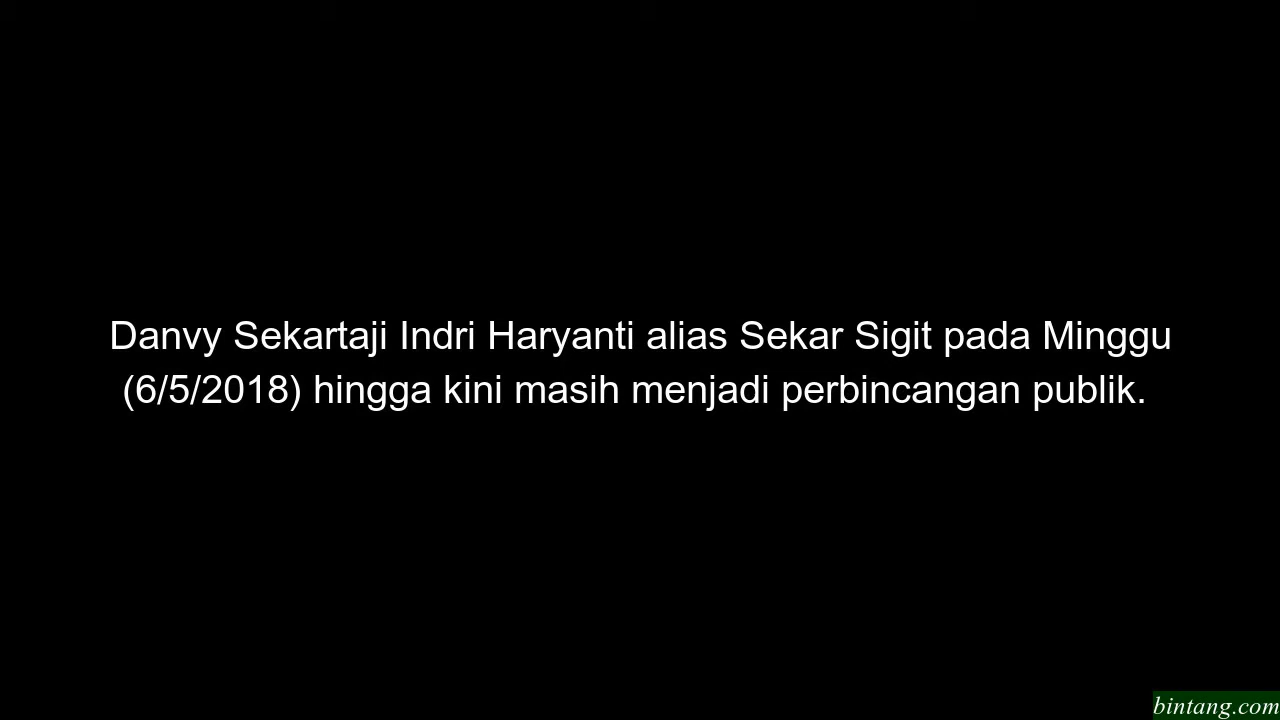 Danvy Sekartaji Indri Haryanti alias Sekar Sigit pada Minggu
(6/5/2018) hingga kini masih menjadi perbincangan publik.
bintang.com